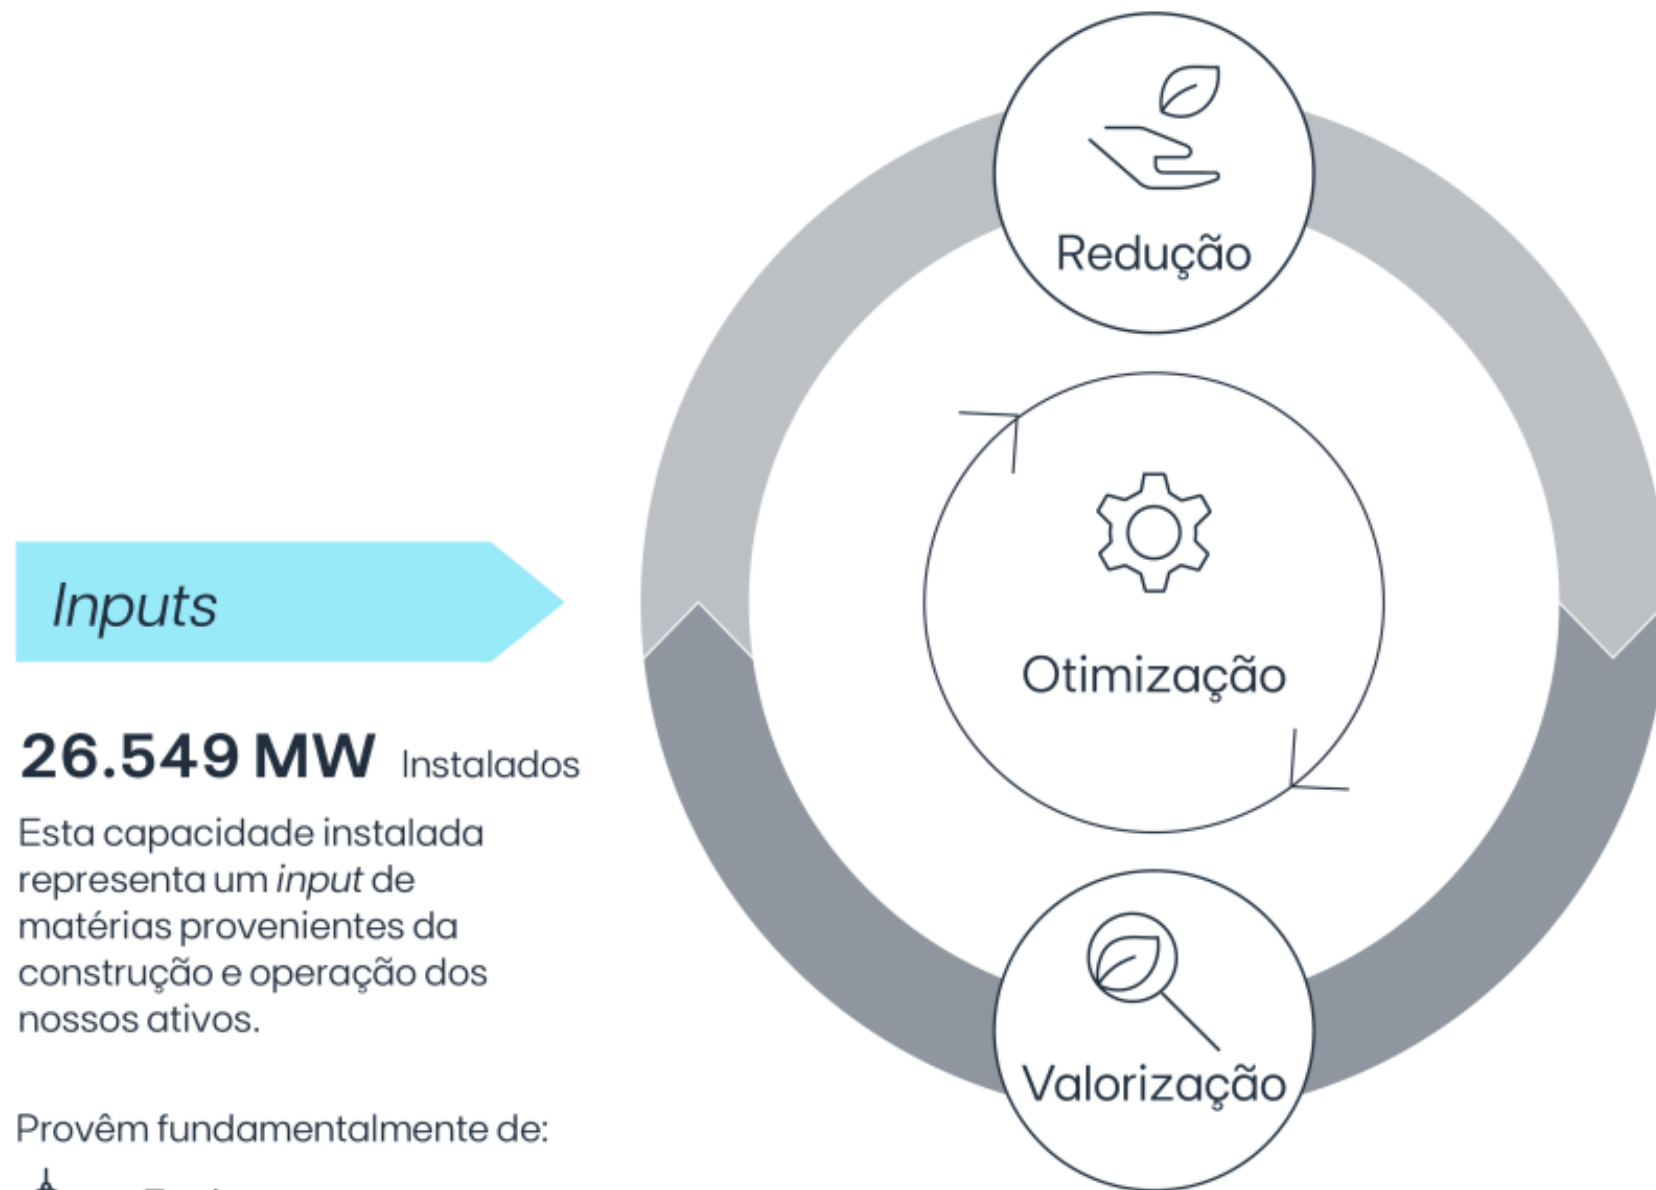 Redução
Otimização
Valorização
Inputs
26.549 MW Instalados
Esta capacidade instalada
representa um input de
matérias provenientes da
construção e operação dos
nossos ativos.
Provêm fundamentalmente de: